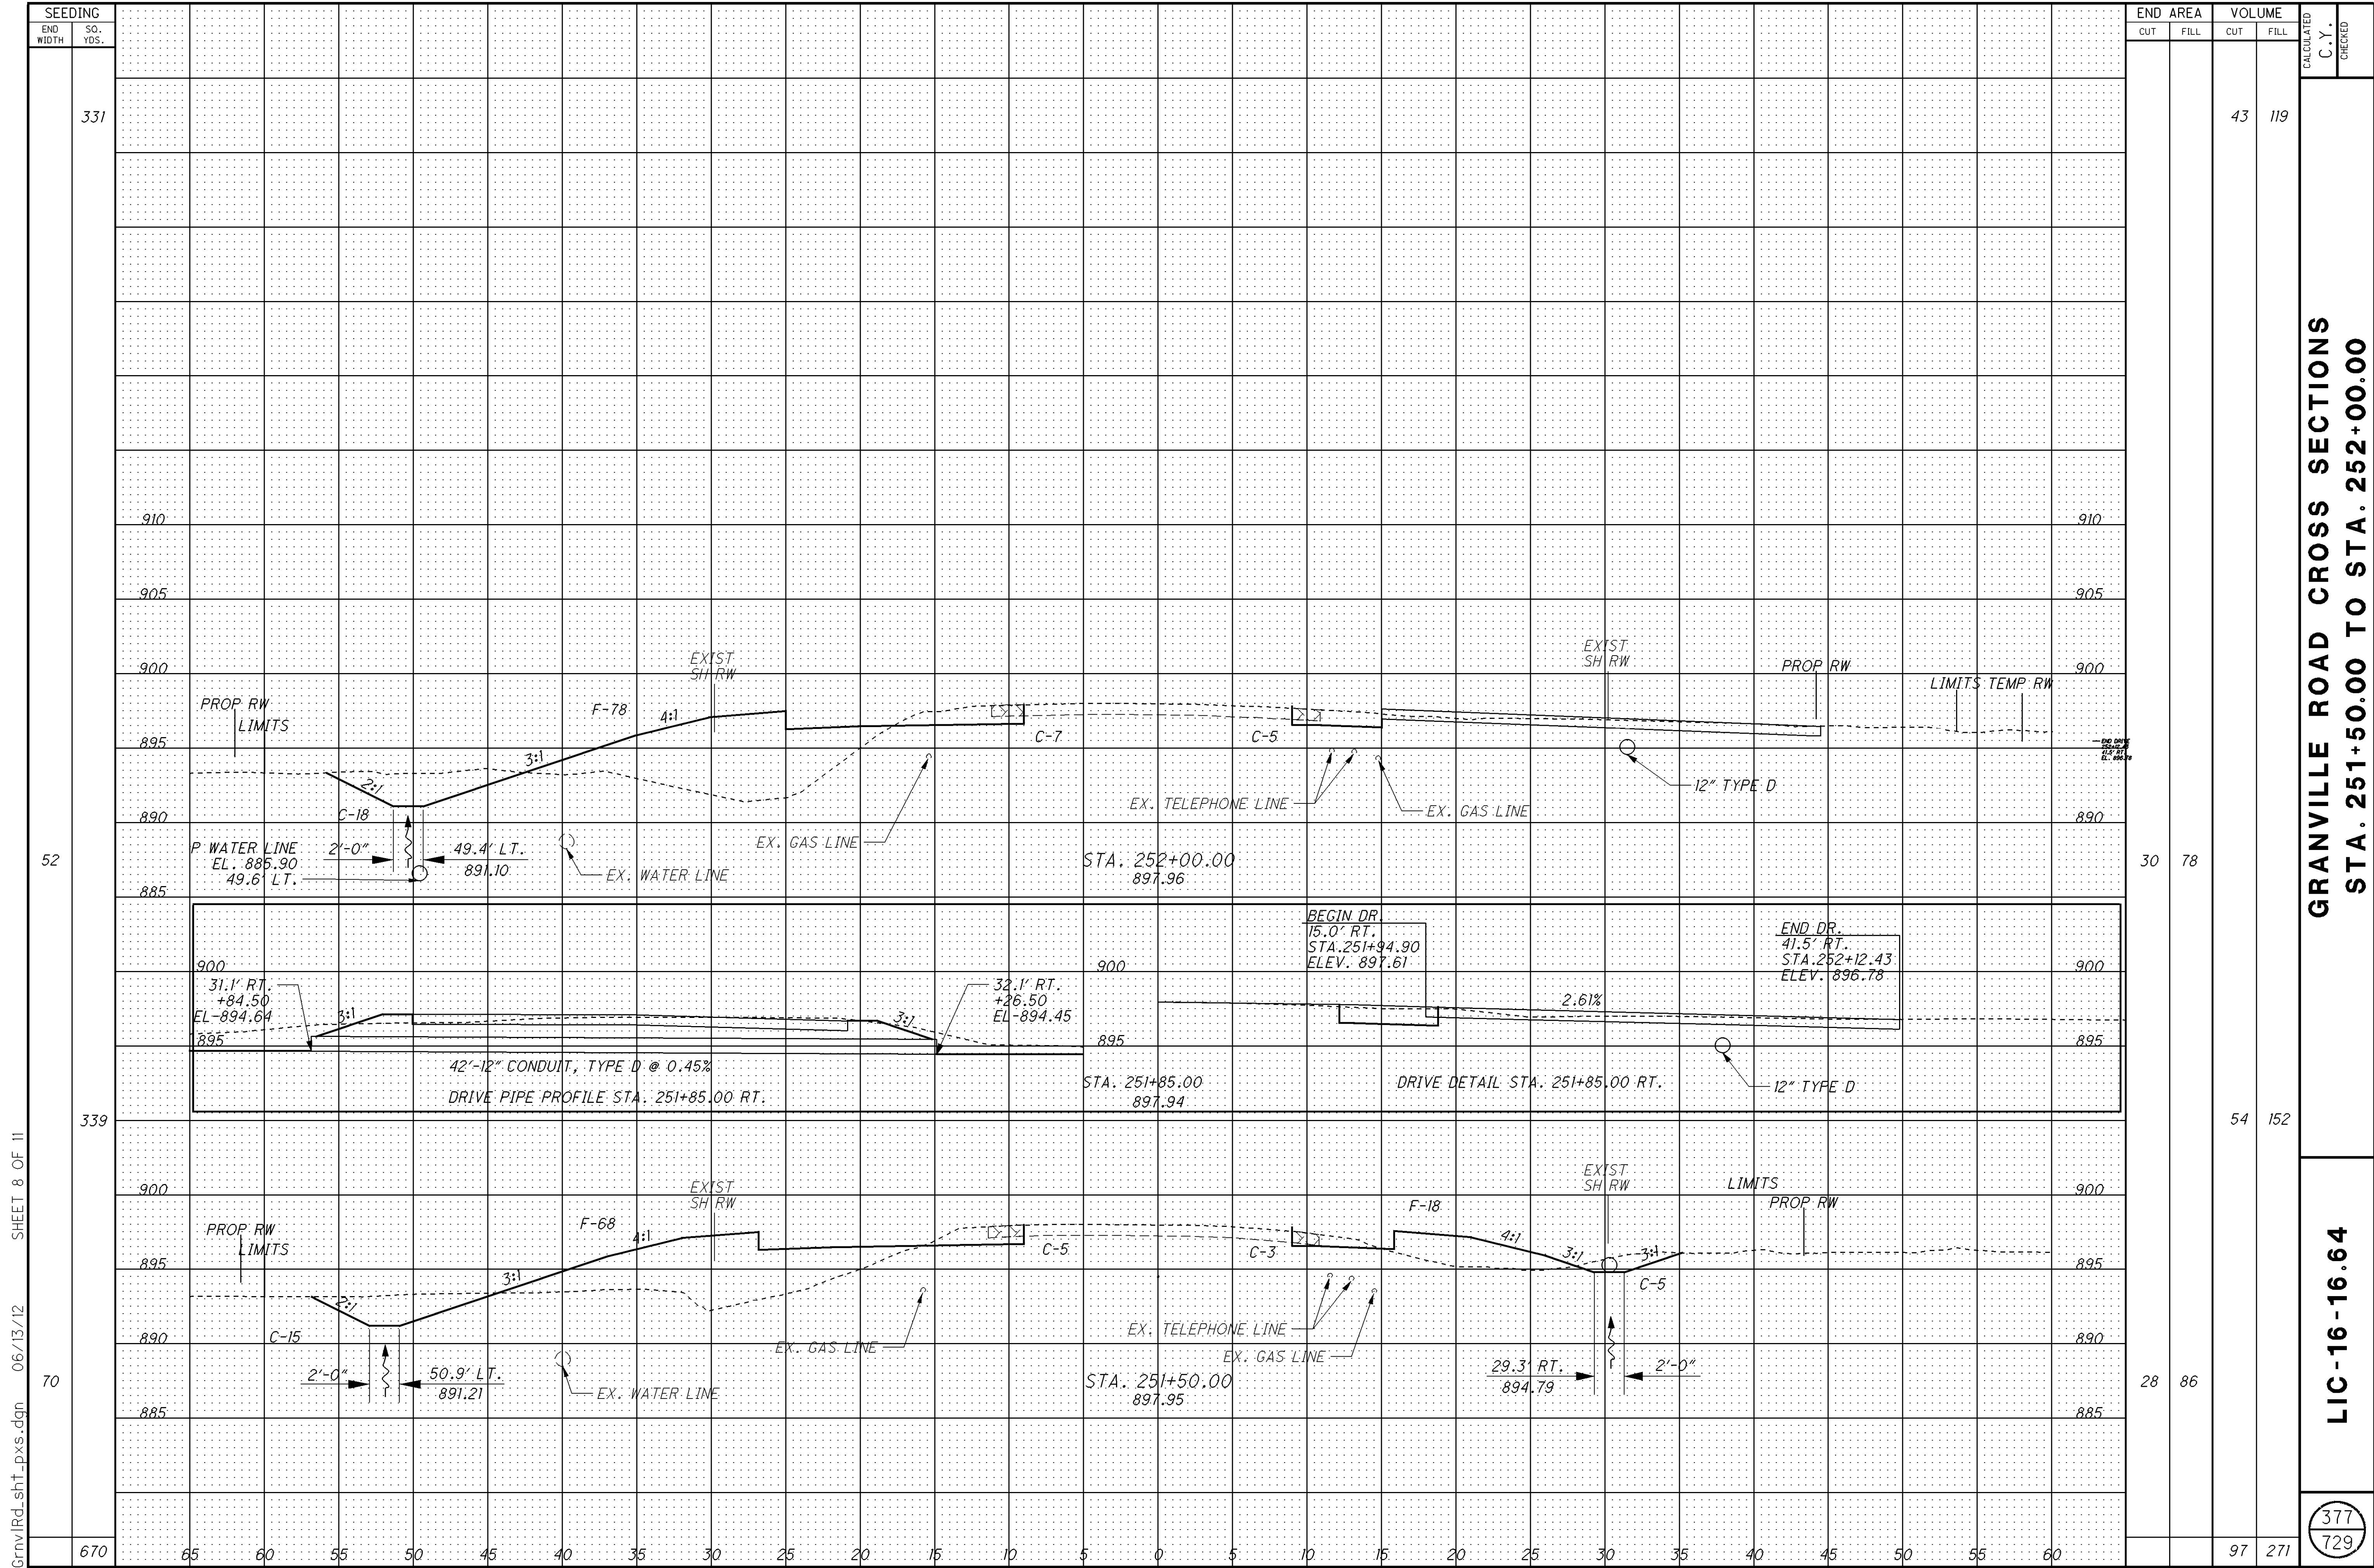 SEEDING
END WIDTH
SQ. YDS.
END AREA
VOLUME
CUT
FILL
CUT
FILL
CALCULATED
C.Y.
CHECKED
331
43
119
910
910
905
905
EXIST
SH RW
EXIST
SH RW
900
900
PROP RW
LIMITS
TEMP RW
PROP RW
LIMITS
F-78
4:1
C-7
C-5
895
END DRIVE
252+12.43
41.5' RT.
EL. 896.78
3:1
2:1
12" TYPE D
C-18
EX. TELEPHONE LINE
EX. GAS LINE
890
890
P WATER LINE
EL. 885.90
49.6' LT.
2'-0"
49.4' LT.
891.10
EX. GAS LINE
EX. WATER LINE
STA. 252+00.00
897.96
52
30
78
885
BEGIN DR.
15.0' RT.
STA.251+94.90
ELEV. 897.61
END DR.
41.5' RT.
STA.252+12.43
ELEV. 896.78
900
900
900
31.1' RT.
+84.50
EL-894.64
32.1' RT.
+26.50
EL-894.45
3:1
3:1
2.61%
895
895
895
42'-12" CONDUIT, TYPE D @ 0.45%
DRIVE PIPE PROFILE STA. 251+85.00 RT.
STA. 251+85.00
897.94
DRIVE DETAIL STA. 251+85.00 RT.
12" TYPE D
339
54
152
EXIST
SH RW
EXIST
SH RW
900
900
LIMITS
PROP RW
PROP RW
LIMITS
F-68
4:1
F-18
4:1
C-5
C-3
3:1
3:1
C-5
895
895
3:1
2:1
C-15
890
890
EX. GAS LINE
EX. TELEPHONE LINE
EX. GAS LINE
2'-0"
50.9' LT.
891.21
EX. WATER LINE
STA. 251+50.00
897.95
29.3' RT.
894.79
2'-0"
70
28
86
885
885
670
65 60 55 50 45 40 35 30 25 20 15 10 5 0 5 10 15 20 25 30 35 40 45 50 55 60
97
271
GRANVILLE ROAD CROSS SECTIONS
STA. 251+50.00 TO STA. 252+00.00
LIC-16-16.64
377
729
GrnvlRd_sht_pxs.dgn 06/13/12 SHEET 8 OF 11